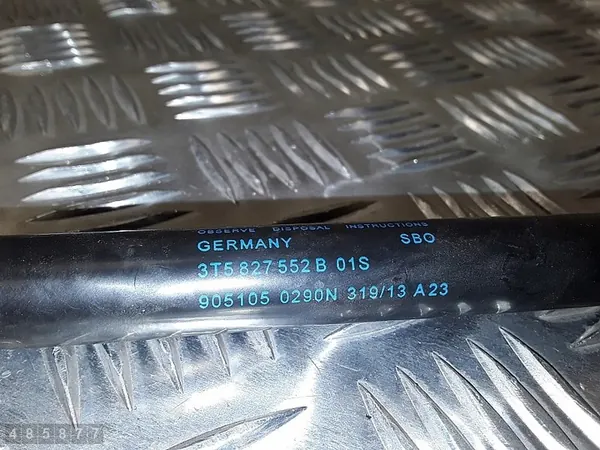 OBSERVE DISPOSAL INSTRUCTIONS
GERMANY SBO
3T5 827 552 B 01S
905105 0290N 319/13 A23
485877